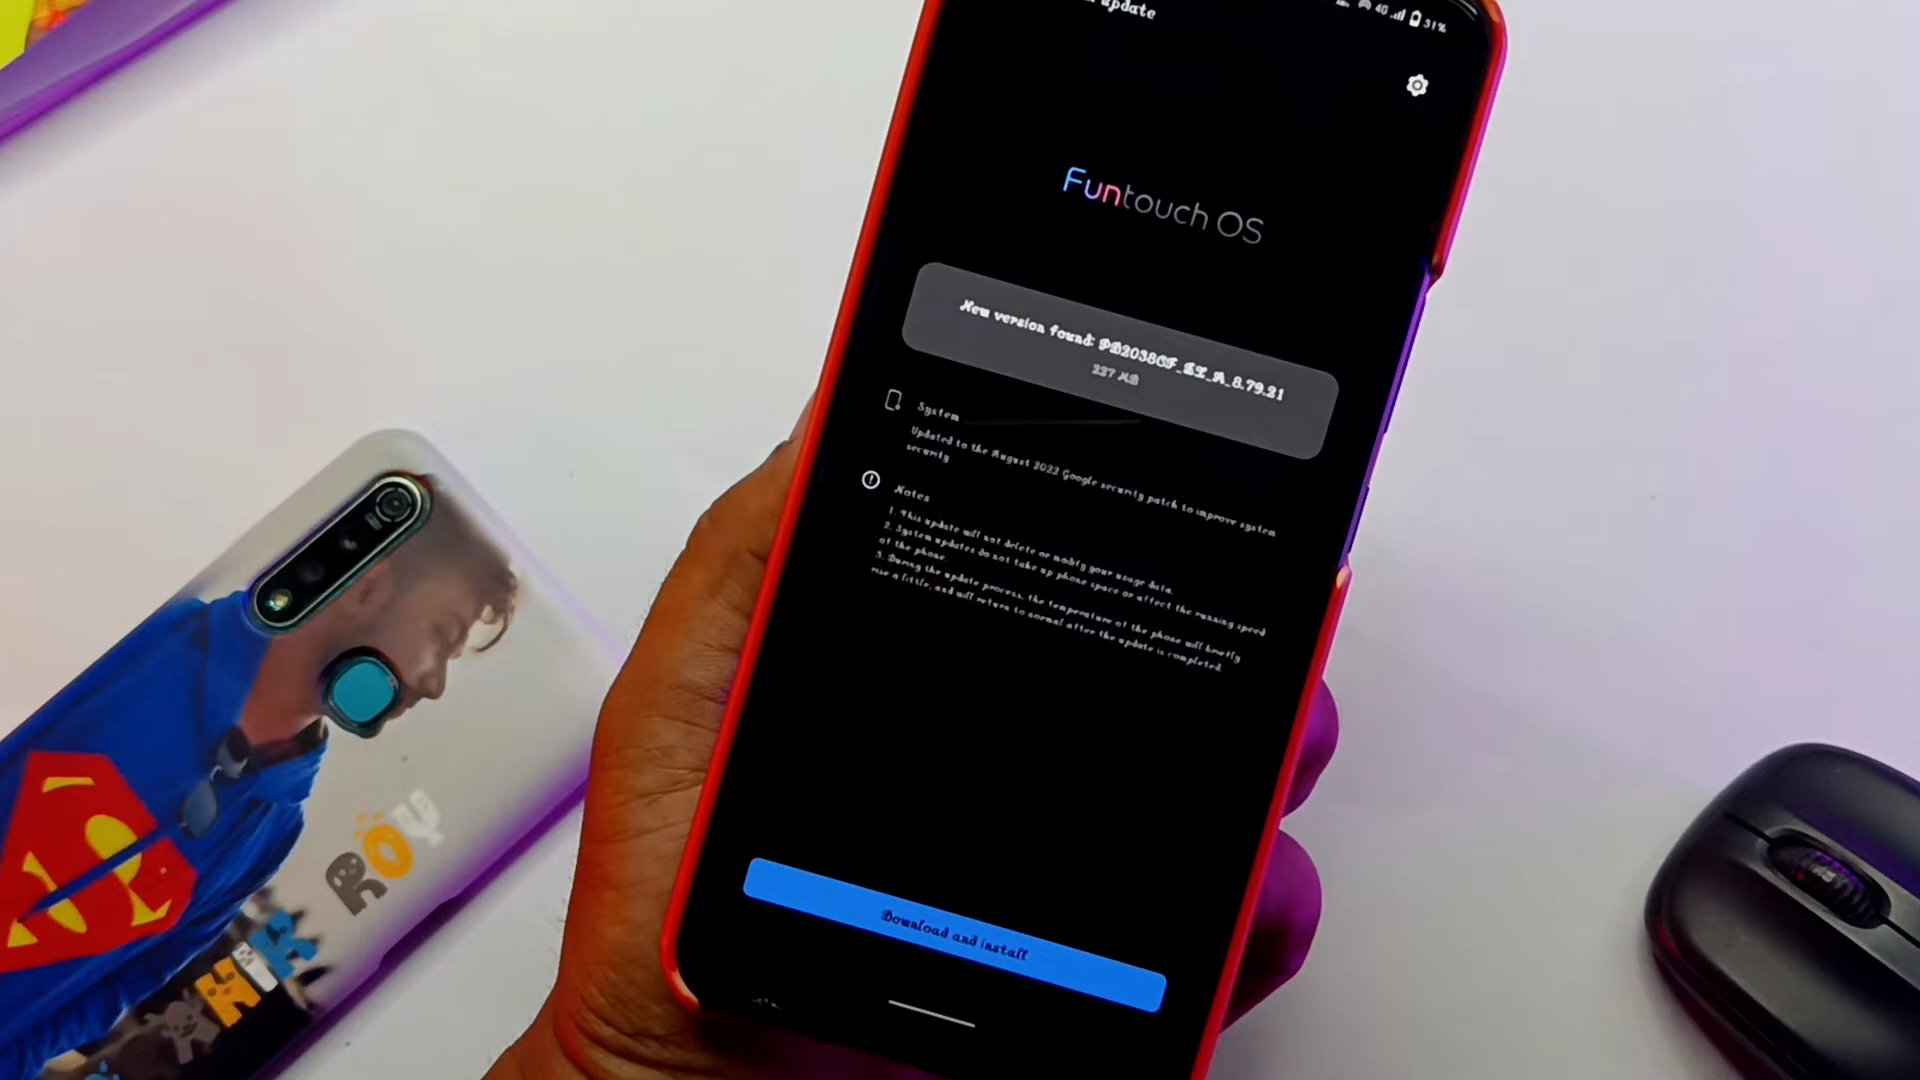 update
4G 31%
Funtouch OS
New version found: PD2038CF_EX_A_8.79.21
227 MB
System
Updated to the August 2022 Google security patch to improve system
security
Notes
1. This update will not delete or modify your usage data.
2. System updates do not take up phone space or affect the running speed
of the phone.
3. During the update process, the temperature of the phone will briefly
rise a little, and will return to normal after the update is completed.
Download and install
ROY
NIK